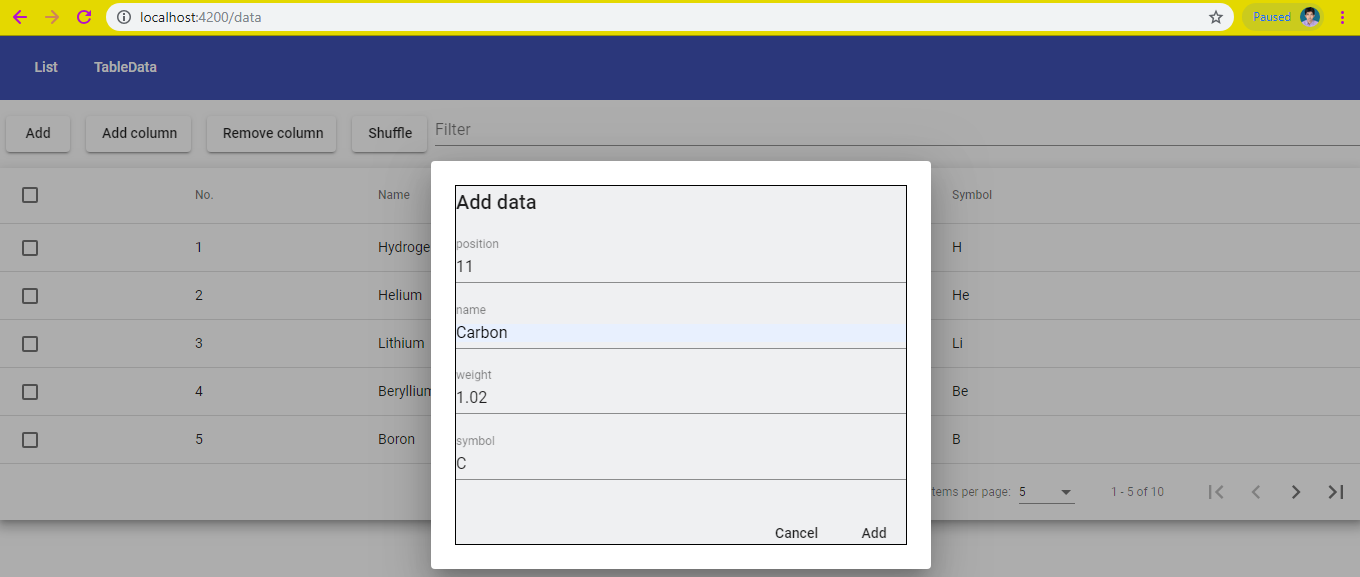 localhost:4200/data
Paused
List TableData
Add Add column Remove column Shuffle Filter
No. Name Symbol
1 Hydroge H
2 Helium He
3 Lithium Li
4 Beryllium Be
5 Boron B
Add data
position
11
name
Carbon
weight
1.02
symbol
C
Cancel Add
tems per page: 5 1 - 5 of 10